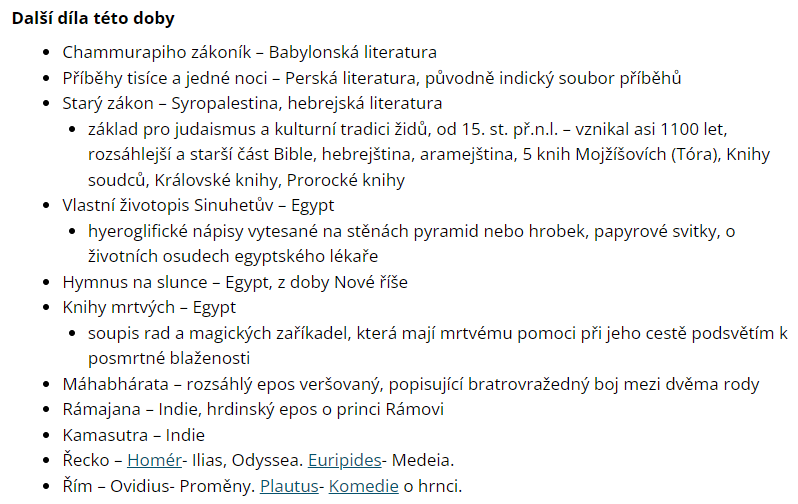 Další díla této doby
Chammurapiho zákoník – Babylonská literatura
Příběhy tisíce a jedné noci – Perská literatura, původně indický soubor příběhů
Starý zákon – Syropalestina, hebrejská literatura
základ pro judaismus a kulturní tradici židů, od 15. st. př.n.l. – vznikal asi 1100 let,
rozsáhlejší a starší část Bible, hebrejština, aramejština, 5 knih Mojžíšových (Tóra), Knihy
soudců, Královské knihy, Prorocké knihy
Vlastní životopis Sinuhetův – Egypt
hyeroglifické nápisy vytesané na stěnách pyramid nebo hrobek, papyrové svitky, o
životních osudech egyptského lékaře
Hymnus na slunce – Egypt, z doby Nové říše
Knihy mrtvých – Egypt
soupis rad a magických zaříkadel, která mají mrtvému pomoci při jeho cestě podsvětím k
posmrtné blaženosti
Máhabhárata – rozsáhlý epos veršovaný, popisující bratrovražedný boj mezi dvěma rody
Rámajana – Indie, hrdinský epos o princi Rámovi
Kamasutra – Indie
Řecko – Homér- Ilias, Odyssea. Euripides- Medeia.
Řím – Ovidius- Proměny. Plautus- Komedie o hrnci.